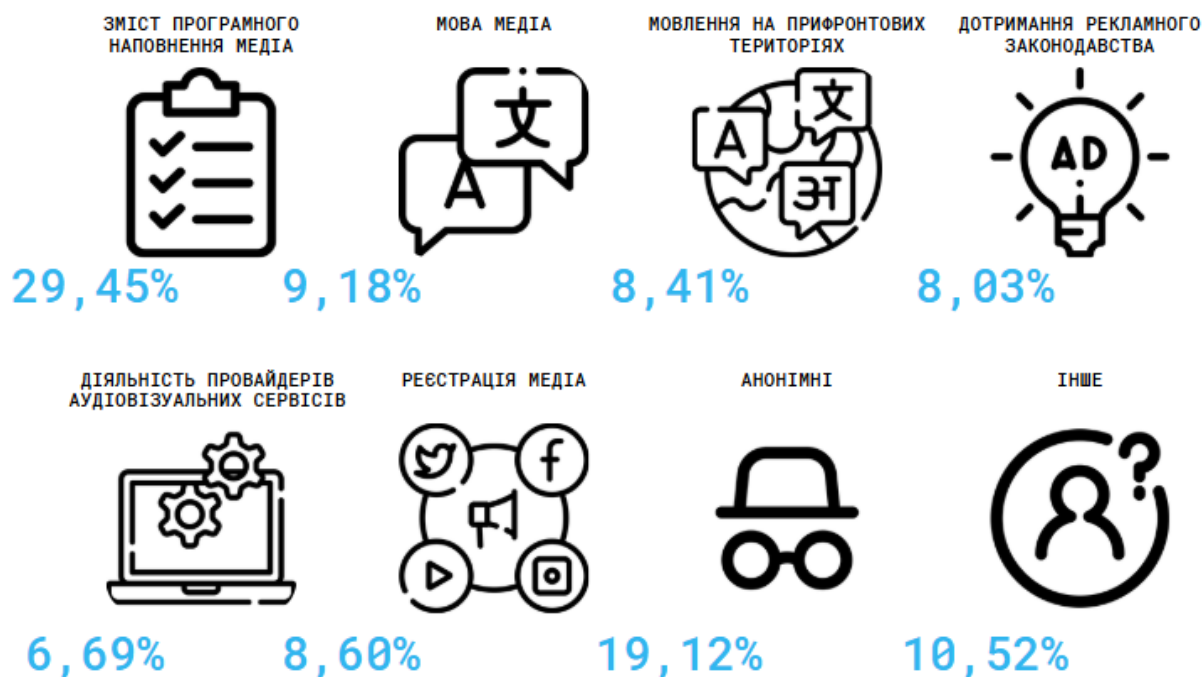 ЗМІСТ ПРОГРАМНОГО
НАПОВНЕННЯ МЕДІА
МОВА МЕДІА
МОВЛЕННЯ НА ПРИФРОНТОВИХ
ТЕРИТОРІЯХ
ДОТРИМАННЯ РЕКЛАМНОГО
ЗАКОНОДАВСТВА
A
文
A
文
अ
AD
29,45%
9,18%
8,41%
8,03%
ДІЯЛЬНІСТЬ ПРОВАЙДЕРІВ
АУДІОВІЗУАЛЬНИХ СЕРВІСІВ
РЕЄСТРАЦІЯ МЕДІА
АНОНІМНІ
ІНШЕ
f
?
6,69%
8,60%
19,12%
10,52%